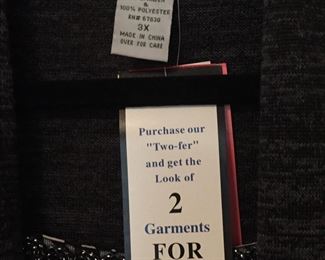 &
100% POLYESTER
RN# 67830
3X
MADE IN CHINA
OVER FOR CARE
Purchase our
"Two-fer"
and get the
Look of
2
Garments
FOR